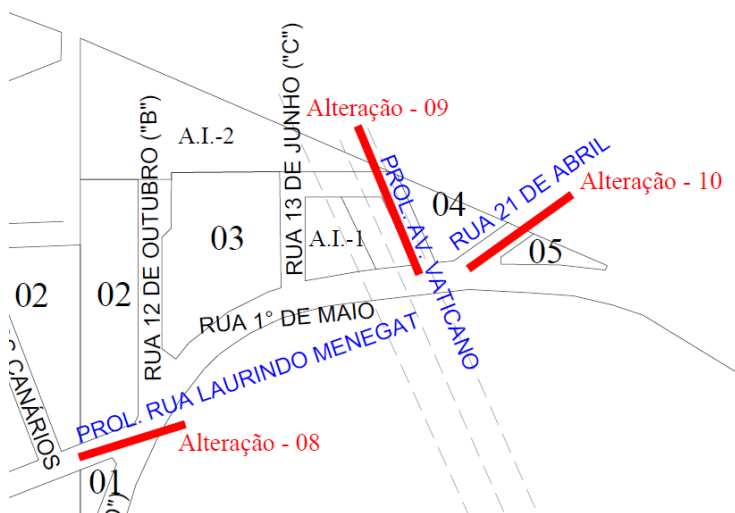 Alteração - 09
RUA 12 DE OUTUBRO ("B")
A.I.-2
RUA 13 DE JUNHO ("C")
PROL. AV. VATICANO
RUA 21 DE ABRIL
Alteração - 10
04
03
A.I.-1
05
02
02
RUA 1° DE MAIO
PROL. RUA LAURINDO MENEGAT
CANÁRIOS
Alteração - 08
01